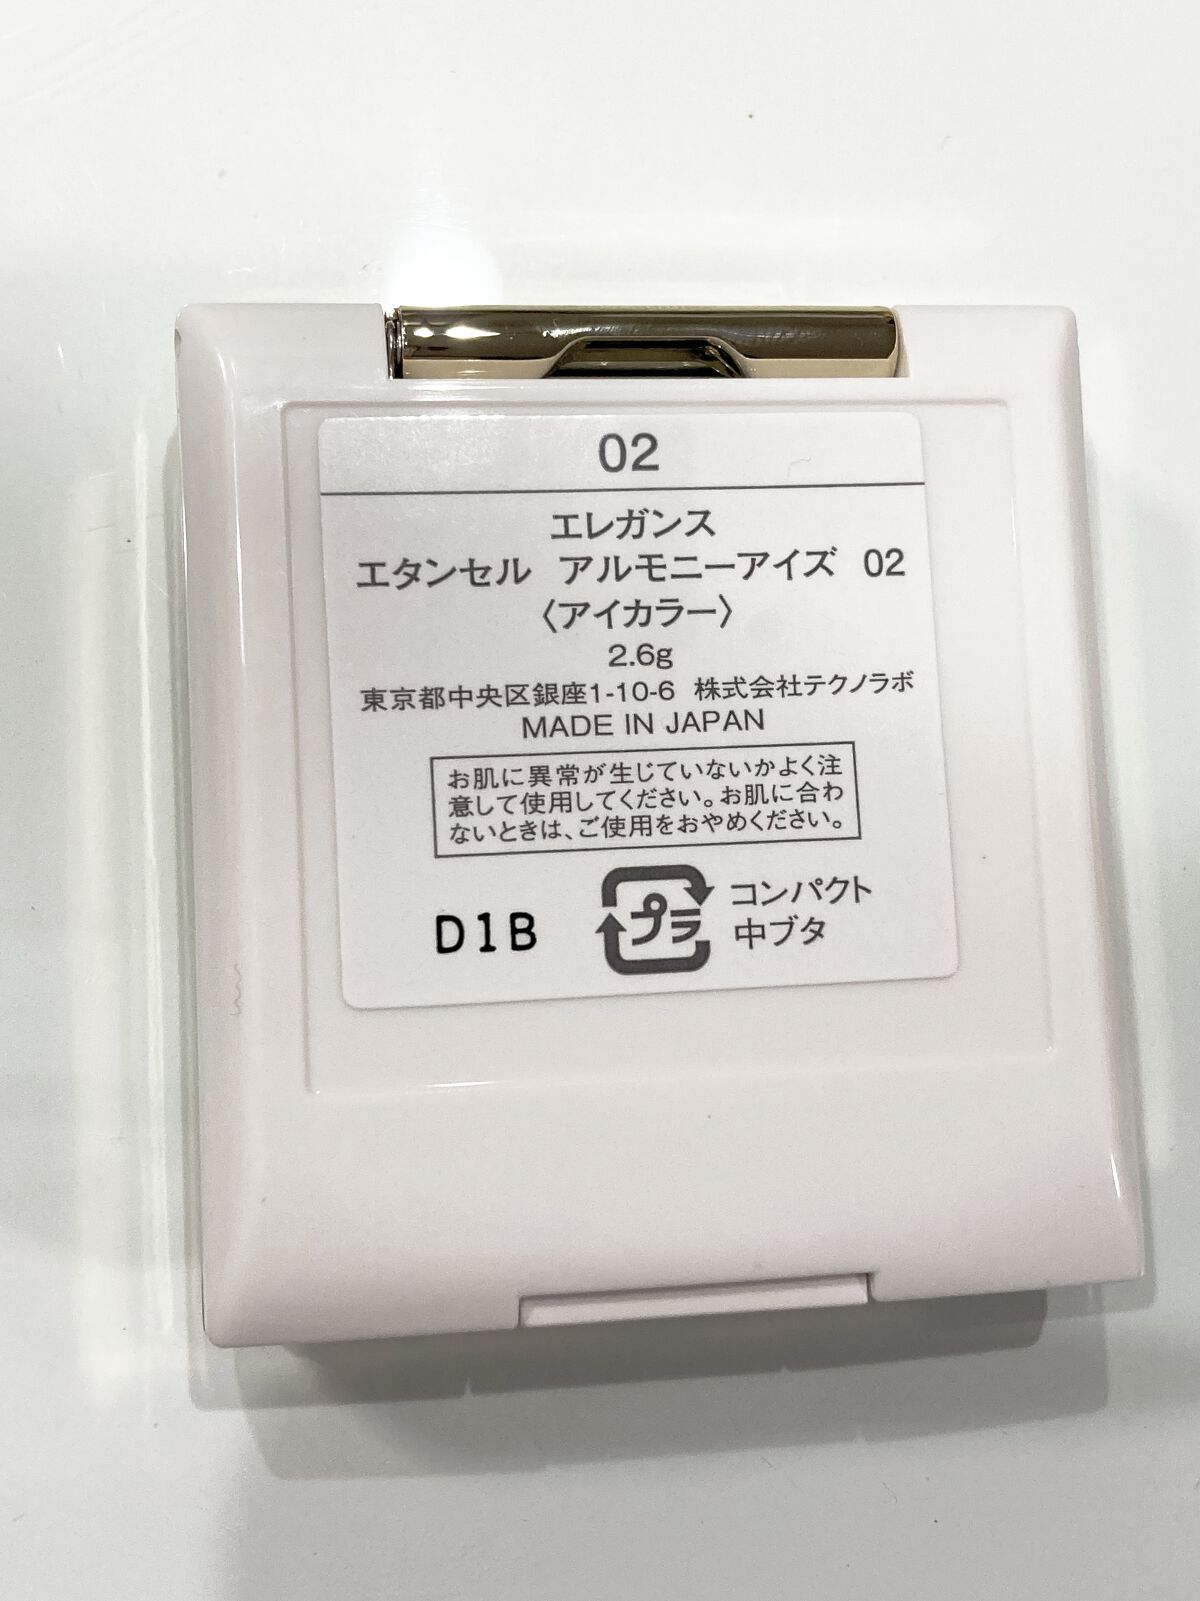 02
エレガンス
エタンセル アルモニーアイズ 02
〈アイカラー〉
2.6g
東京都中央区銀座1-10-6 株式会社テクノラボ
MADE IN JAPAN
お肌に異常が生じていないかよく注
意して使用してください。お肌に合わ
ないときは、ご使用をおやめください。
D1B
プラ
コンパクト
中ブタ